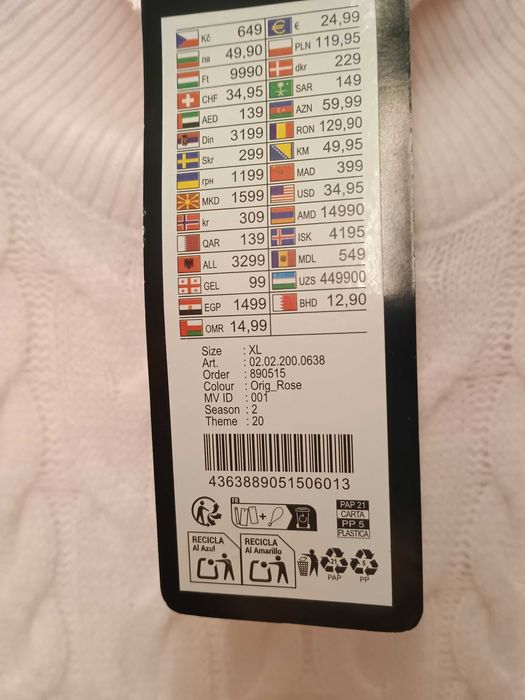 Kč 649 € 24,99
лв 49,90 PLN 119,95
Ft 9990 dkr 229
CHF 34,95 SAR 149
AED 139 AZN 59,99
Din 3199 RON 129,90
Skr 299 KM 49,95
грн 1199 MAD 399
MKD 1599 USD 34,95
kr 309 AMD 14990
QAR 139 ISK 4195
ALL 3299 MDL 549
GEL 99 UZS 449900
EGP 1499 BHD 12,90
OMR 14,99
Size : XL
Art. : 02.02.200.0638
Order : 890515
Colour : Orig_Rose
MV ID : 001
Season : 2
Theme : 20
4363889051506013
FR
PAP 21
CARTA
PP 5
PLASTICA
RECICLA
Al Azul
RECICLA
Al Amarillo
21
PAP
5
PP